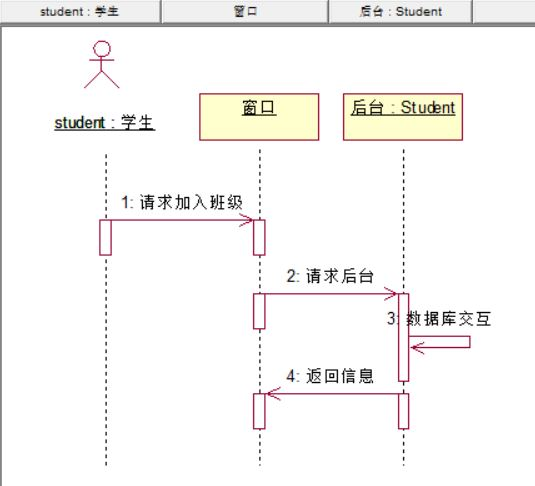 student : 学生
窗口
后台 : Student
student : 学生
窗口
后台 : Student
1: 请求加入班级
2: 请求后台
3: 数据库交互
4: 返回信息